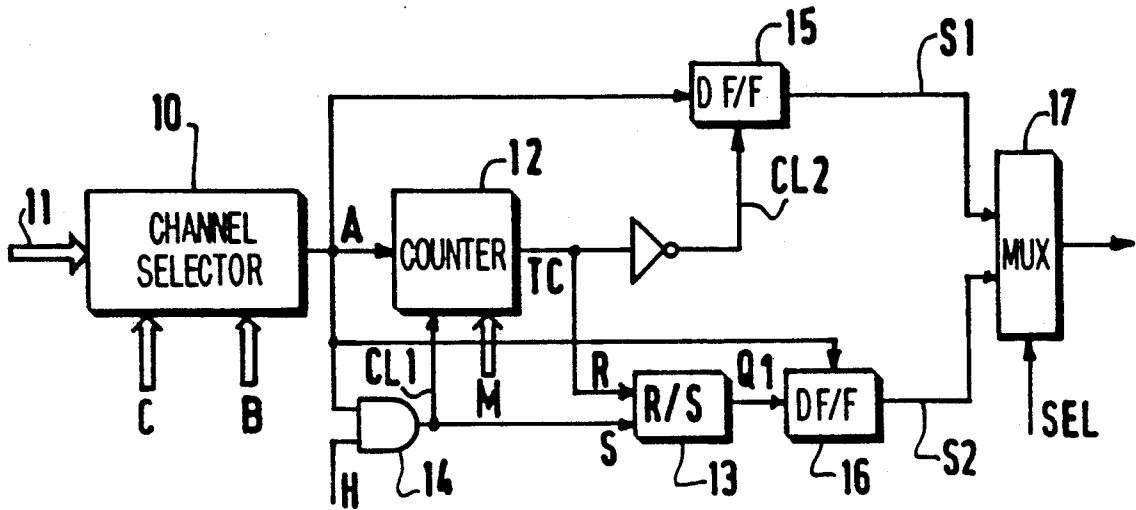 15
S1
10
17
12
CL2
11
CHANNEL
SELECTOR
A
COUNTER
TC
MUX
CL1
R
Q1
D F/F
M
R/S
D F/F
C
B
S
S2
SEL
H
14
13
16